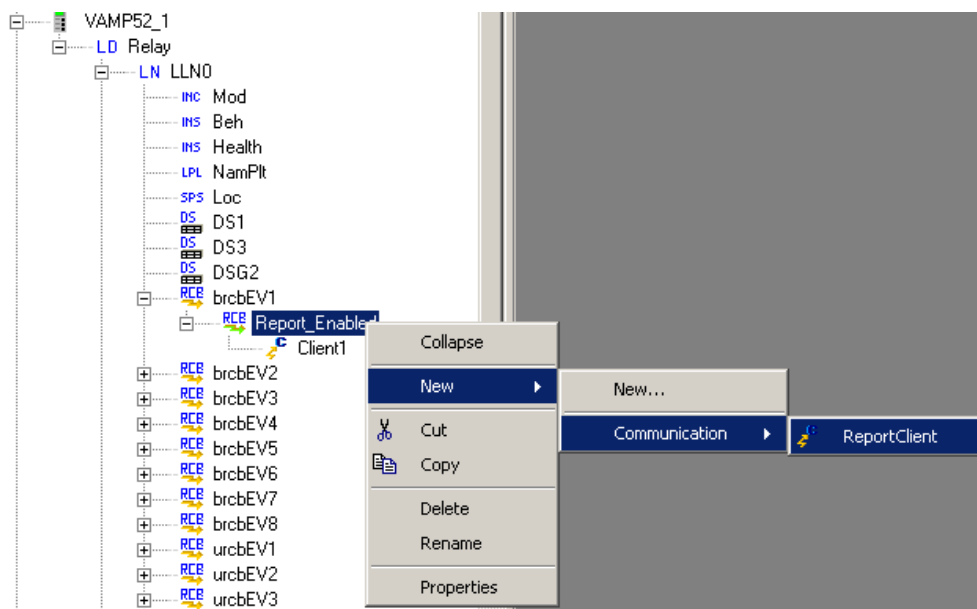 VAMP52_1
LD Relay
LN LLN0
INC Mod
INS Beh
INS Health
LPL NamPlt
SPS Loc
DS DS1
DS DS3
DS DSG2
RCB brcbEV1
RCB Report_Enabled
C Client1
RCB brcbEV2
RCB brcbEV3
RCB brcbEV4
RCB brcbEV5
RCB brcbEV6
RCB brcbEV7
RCB brcbEV8
RCB urcbEV1
RCB urcbEV2
RCB urcbEV3
Collapse
New
Cut
Copy
Delete
Rename
Properties
New...
Communication
C ReportClient